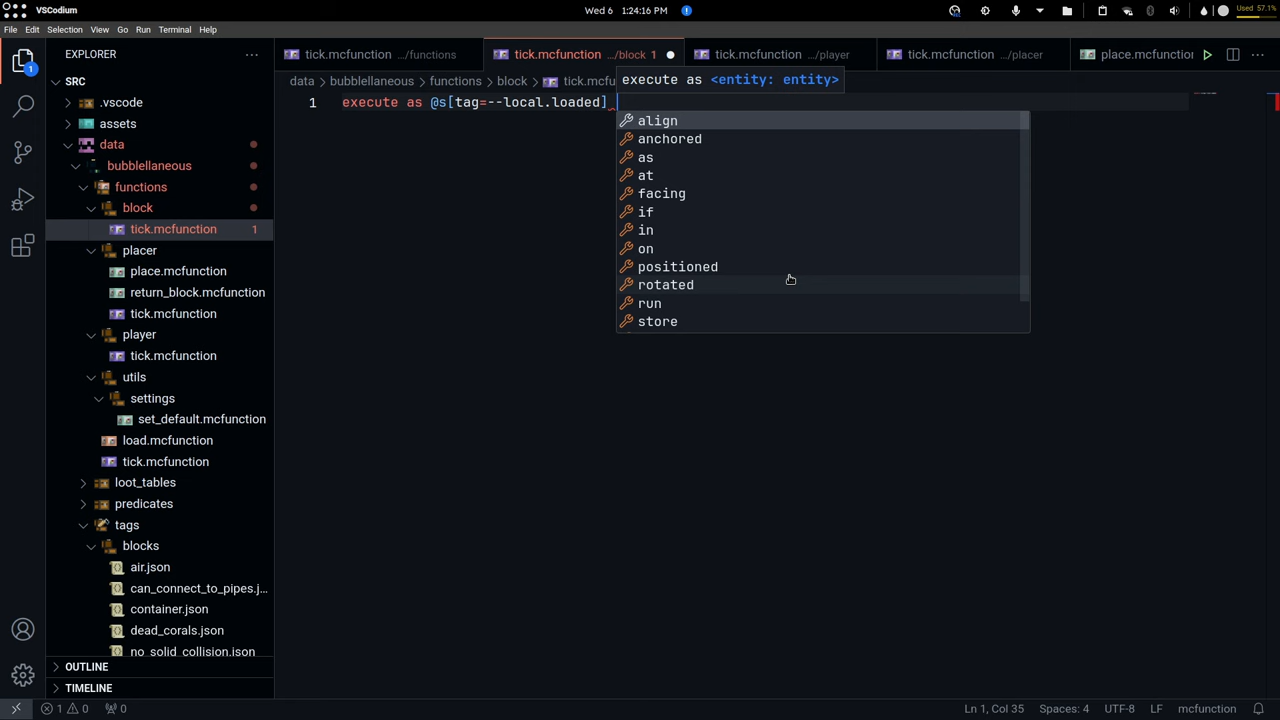 VSCodium
Wed 6 1:24:16 PM
Used 57.1%
File Edit Selection View Go Run Terminal Help
EXPLORER
tick.mcfunction .../functions
tick.mcfunction .../block 1
tick.mcfunction .../player
tick.mcfunction .../placer
place.mcfunction
data > bubblellaneous > functions > block > tick.mcfu
execute as <entity: entity>
1 execute as @s[tag=--local.loaded]
align
anchored
as
at
facing
if
in
on
positioned
rotated
run
store
SRC
.vscode
assets
data
bubblellaneous
functions
block
tick.mcfunction 1
placer
place.mcfunction
return_block.mcfunction
tick.mcfunction
player
tick.mcfunction
utils
settings
set_default.mcfunction
load.mcfunction
tick.mcfunction
loot_tables
predicates
tags
blocks
air.json
can_connect_to_pipes.j...
container.json
dead_corals.json
no_solid_collision.json
OUTLINE
TIMELINE
1 0 0
Ln 1, Col 35 Spaces: 4 UTF-8 LF mcfunction